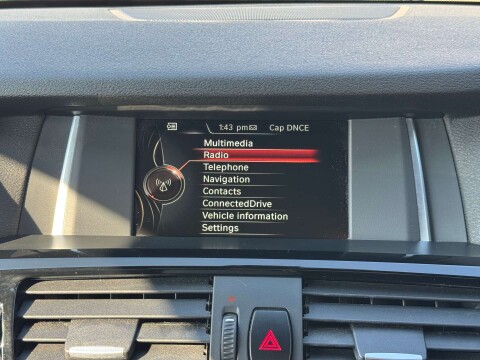 1:43 pm Cap DNCE
Multimedia
Radio
Telephone
Navigation
Contacts
ConnectedDrive
Vehicle information
Settings